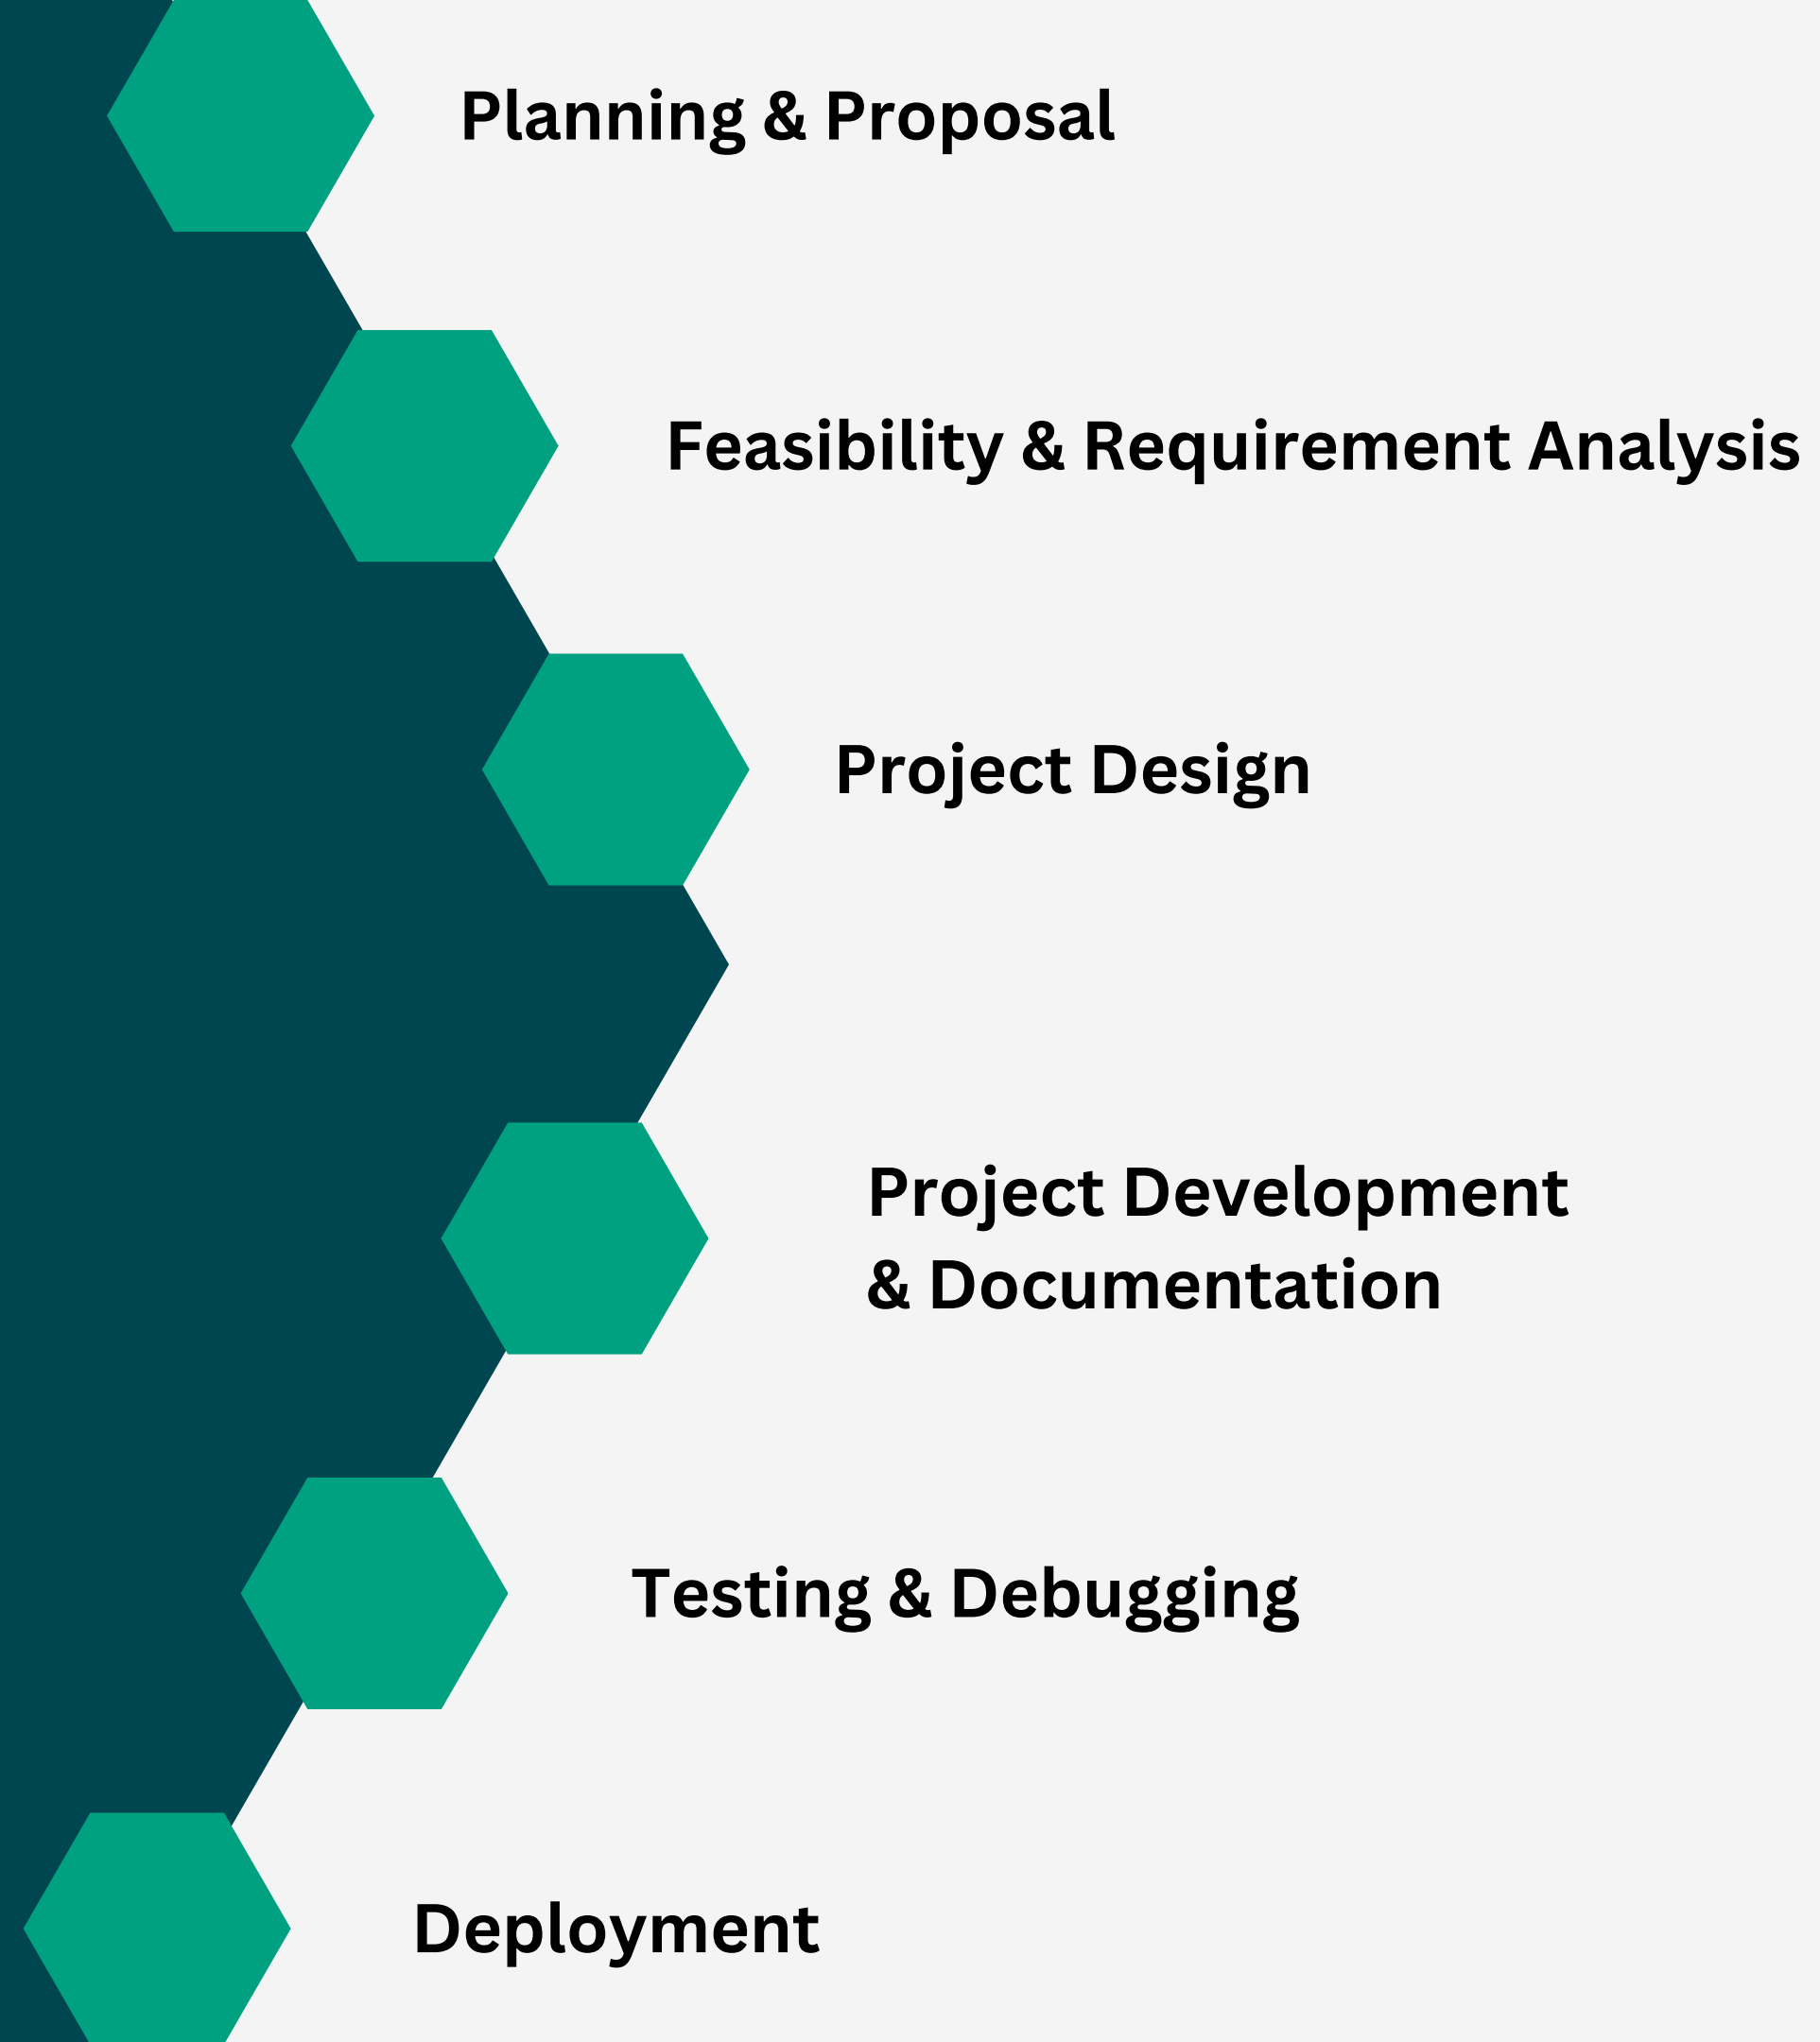 Planning & Proposal
Feasibility & Requirement Analysis
Project Design
Project Development
& Documentation
Testing & Debugging
Deployment